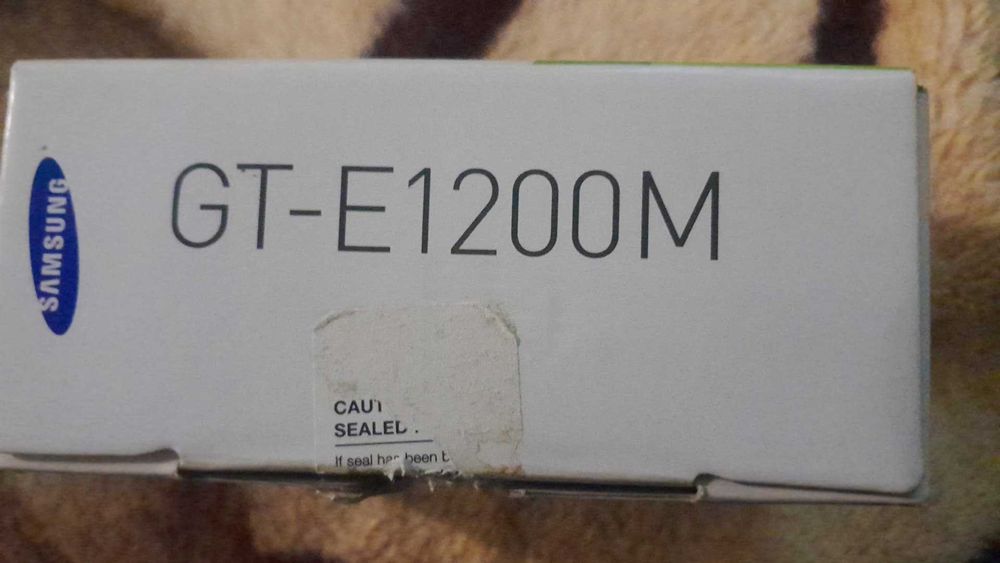 SAMSUNG
GT-E1200M
CAUT
SEALED
If seal has been b